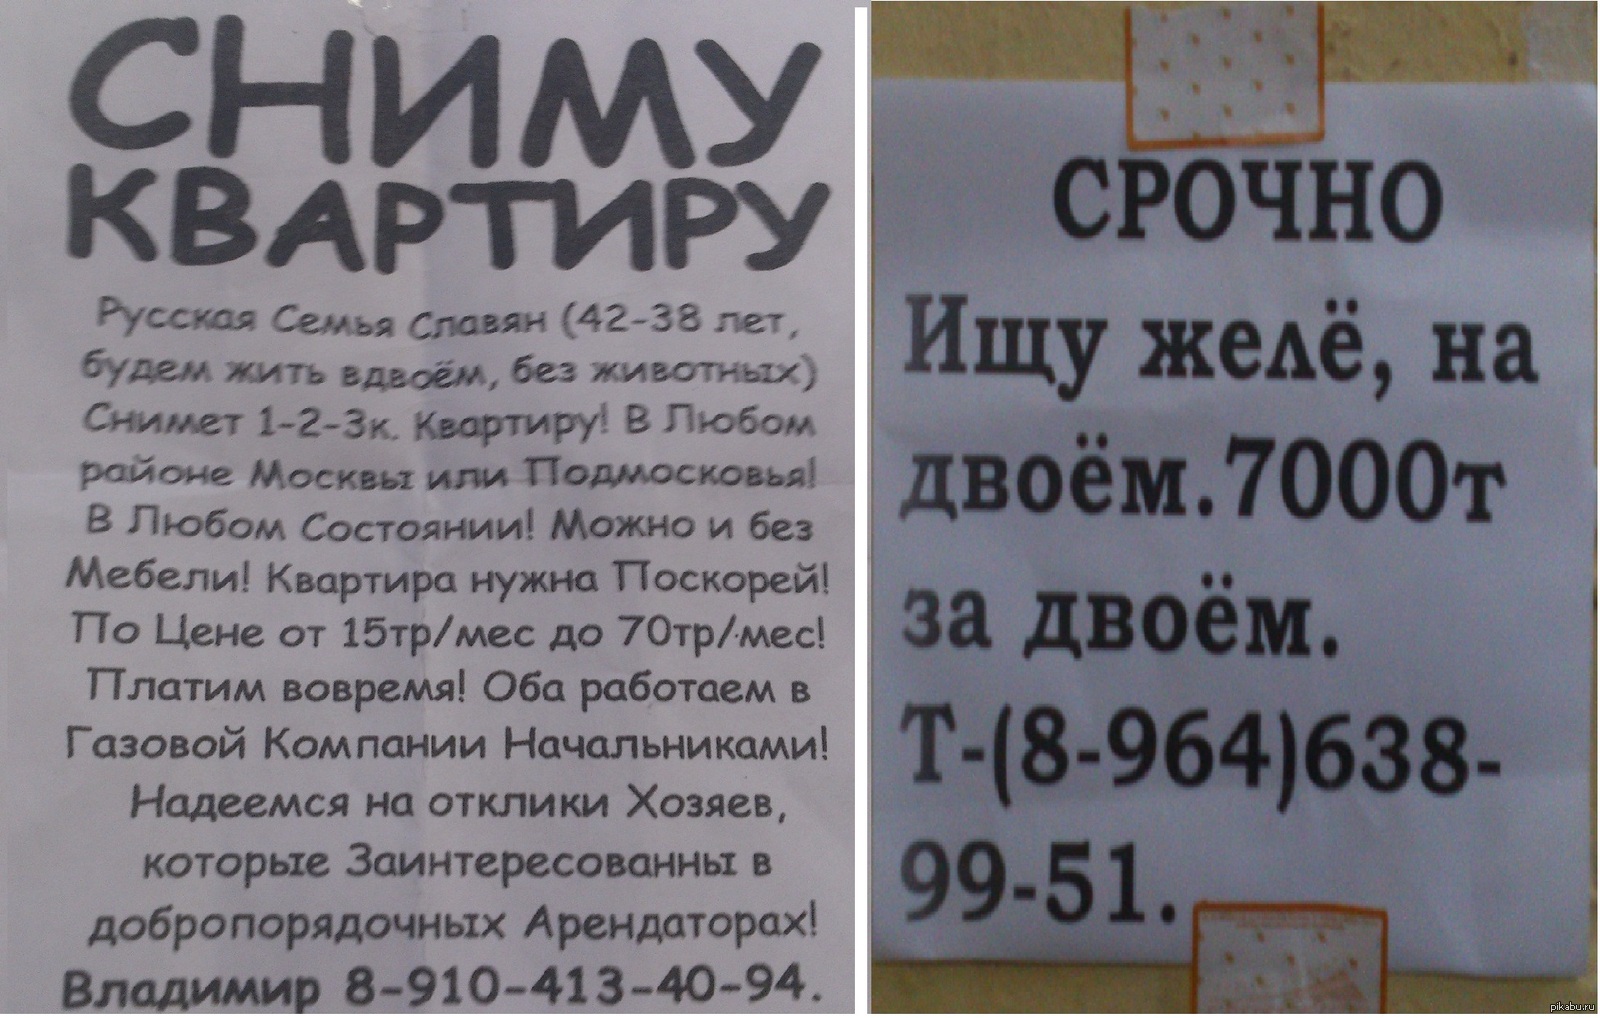 СНИМУ
КВАРТИРУ
Русская Семья Славян (42-38 лет,
будем жить вдвоём, без животных)
Снимет 1-2-3к. Квартиру! В Любом
районе Москвы или Подмосковья!
В Любом Состоянии! Можно и без
Мебели! Квартира нужна Поскорей!
По Цене от 15тр/мес до 70тр/мес!
Платим вовремя! Оба работаем в
Газовой Компании Начальниками!
Надеемся на отклики Хозяев,
которые Заинтересованны в
добропорядочных Арендаторах!
Владимир 8-910-413-40-94.
СРОЧНО
Ищу желё, на
двоём.7000т
за двоём.
Т-(8-964)638-
99-51.
pikabu.ru